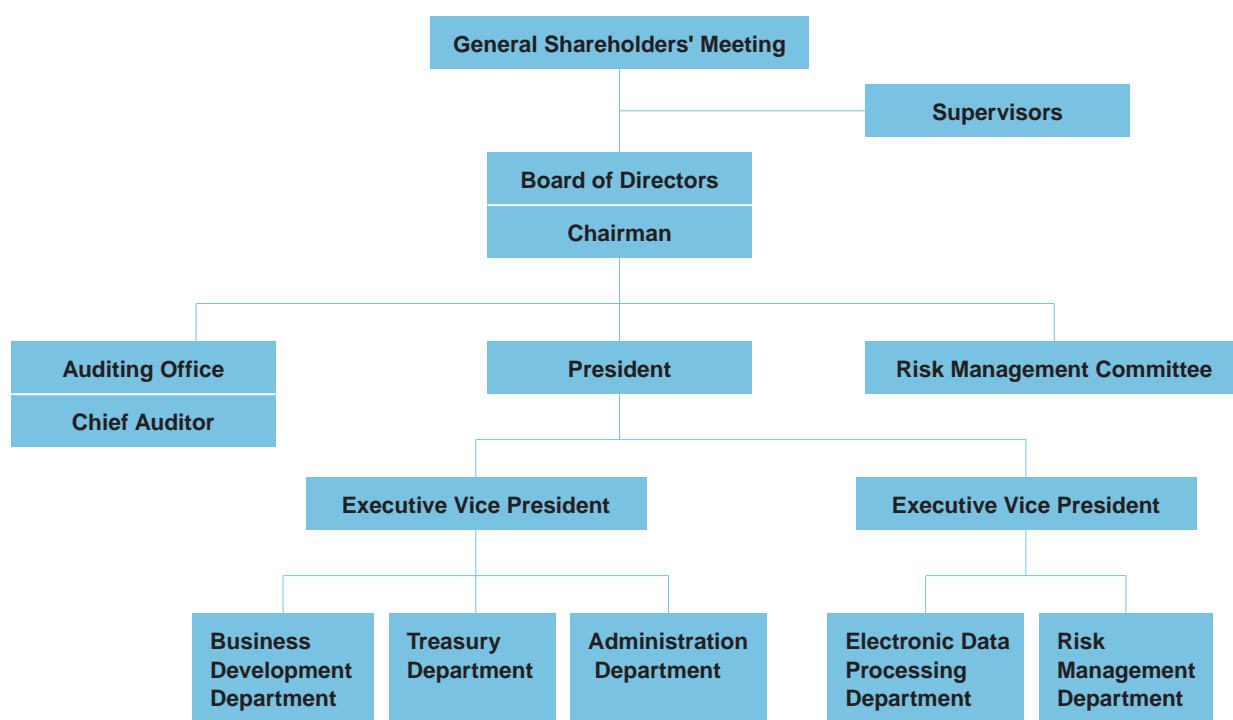 General Shareholders' Meeting
Supervisors
Board of Directors
Chairman
Auditing Office
Chief Auditor
President
Risk Management Committee
Executive Vice President
Executive Vice President
Business
Development
Department
Treasury
Department
Administration
Department
Electronic Data
Processing
Department
Risk
Management
Department